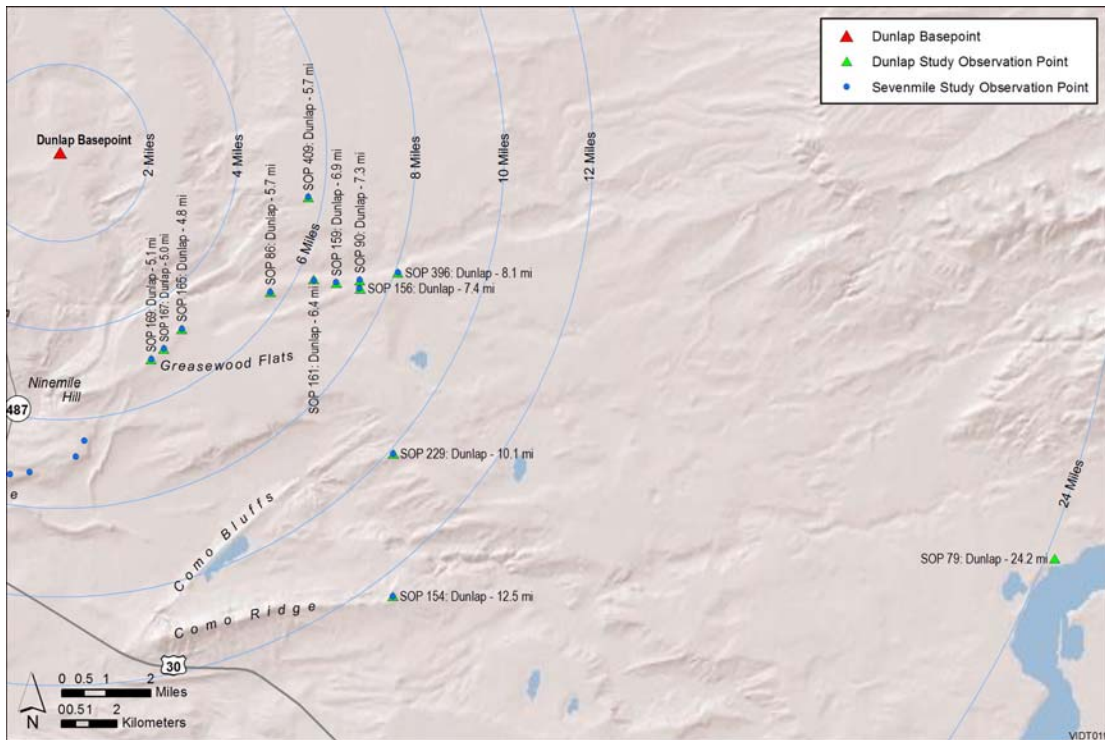 Dunlap Basepoint
Dunlap Study Observation Point
Sevenmile Study Observation Point
Dunlap Basepoint
2 Miles
4 Miles
6 Miles
8 Miles
10 Miles
12 Miles
24 Miles
SOP 169: Dunlap - 5.1 mi
SOP 167: Dunlap - 5.0 mi
SOP 165: Dunlap - 4.8 mi
SOP 86: Dunlap - 5.7 mi
SOP 409: Dunlap - 5.7 mi
SOP 161: Dunlap - 6.4 mi
SOP 159: Dunlap - 6.9 mi
SOP 90: Dunlap - 7.3 mi
SOP 396: Dunlap - 8.1 mi
SOP 156: Dunlap - 7.4 mi
Greasewood Flats
Ninemile
Hill
487
e
SOP 229: Dunlap - 10.1 mi
Como Bluffs
SOP 79: Dunlap - 24.2 mi
SOP 154: Dunlap - 12.5 mi
Como Ridge
30
0 0.5 1 2
Miles
00.51 2
Kilometers
N